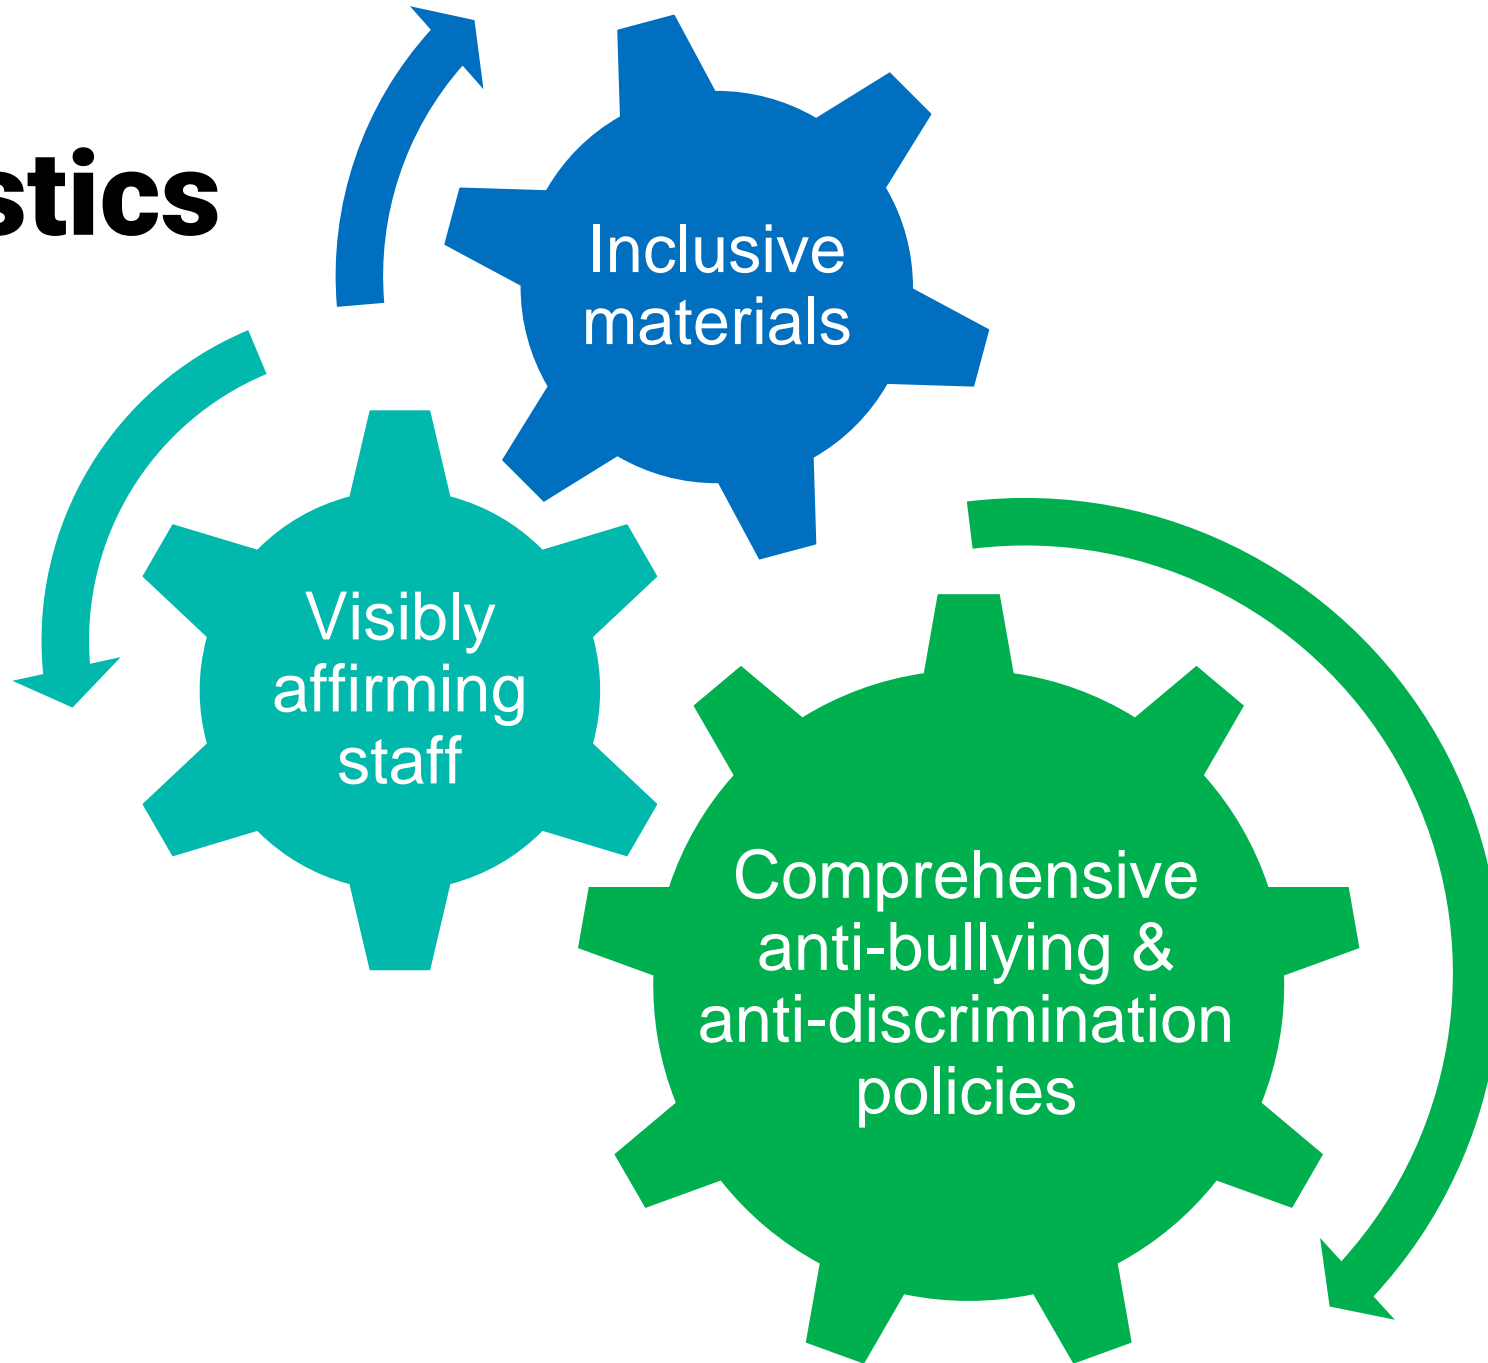 stics
Inclusive
materials
Visibly
affirming
staff
Comprehensive
anti-bullying &
anti-discrimination
policies